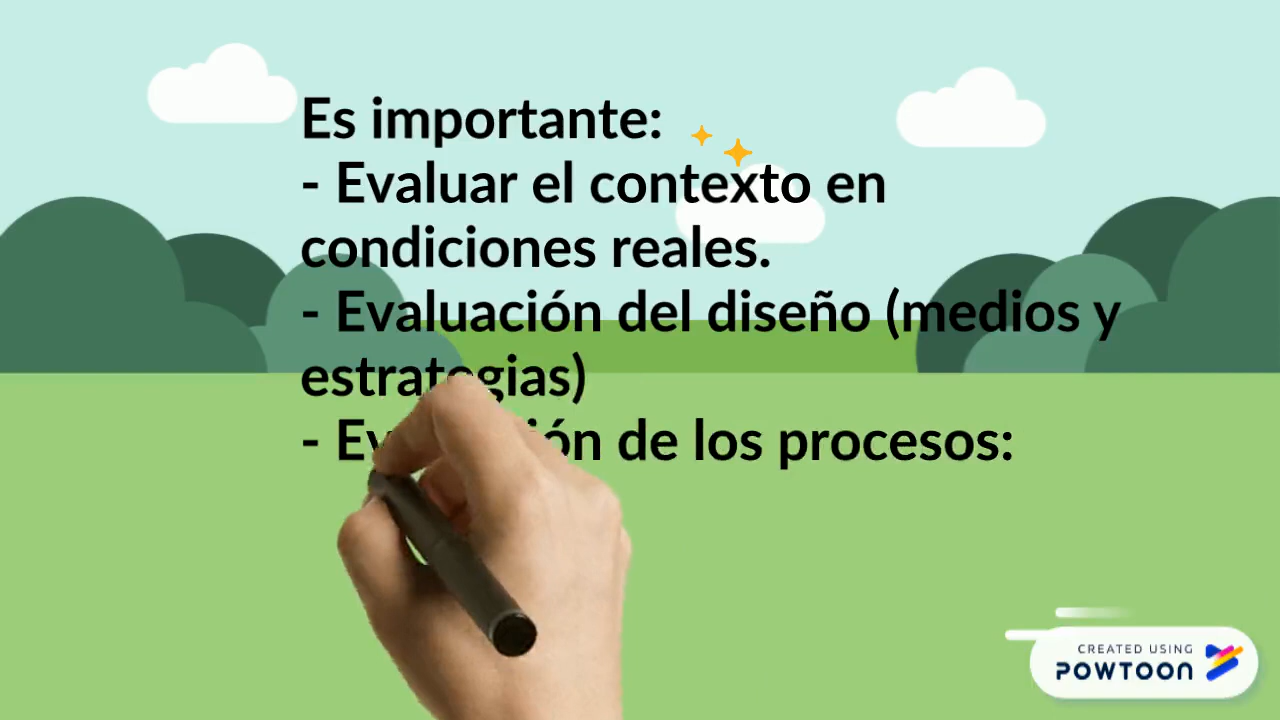 Es importante:
- Evaluar el contexto en
condiciones reales.
- Evaluación del diseño (medios y
estrategias)
- de los procesos:
CREATED USING
POWTOON